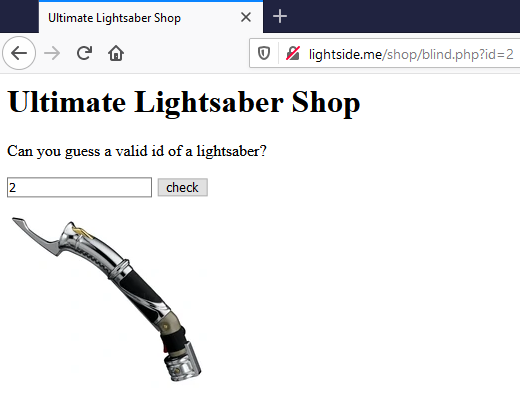 Ultimate Lightsaber Shop
lightside.me/shop/blind.php?id=2
Ultimate Lightsaber Shop
Can you guess a valid id of a lightsaber?
2 check